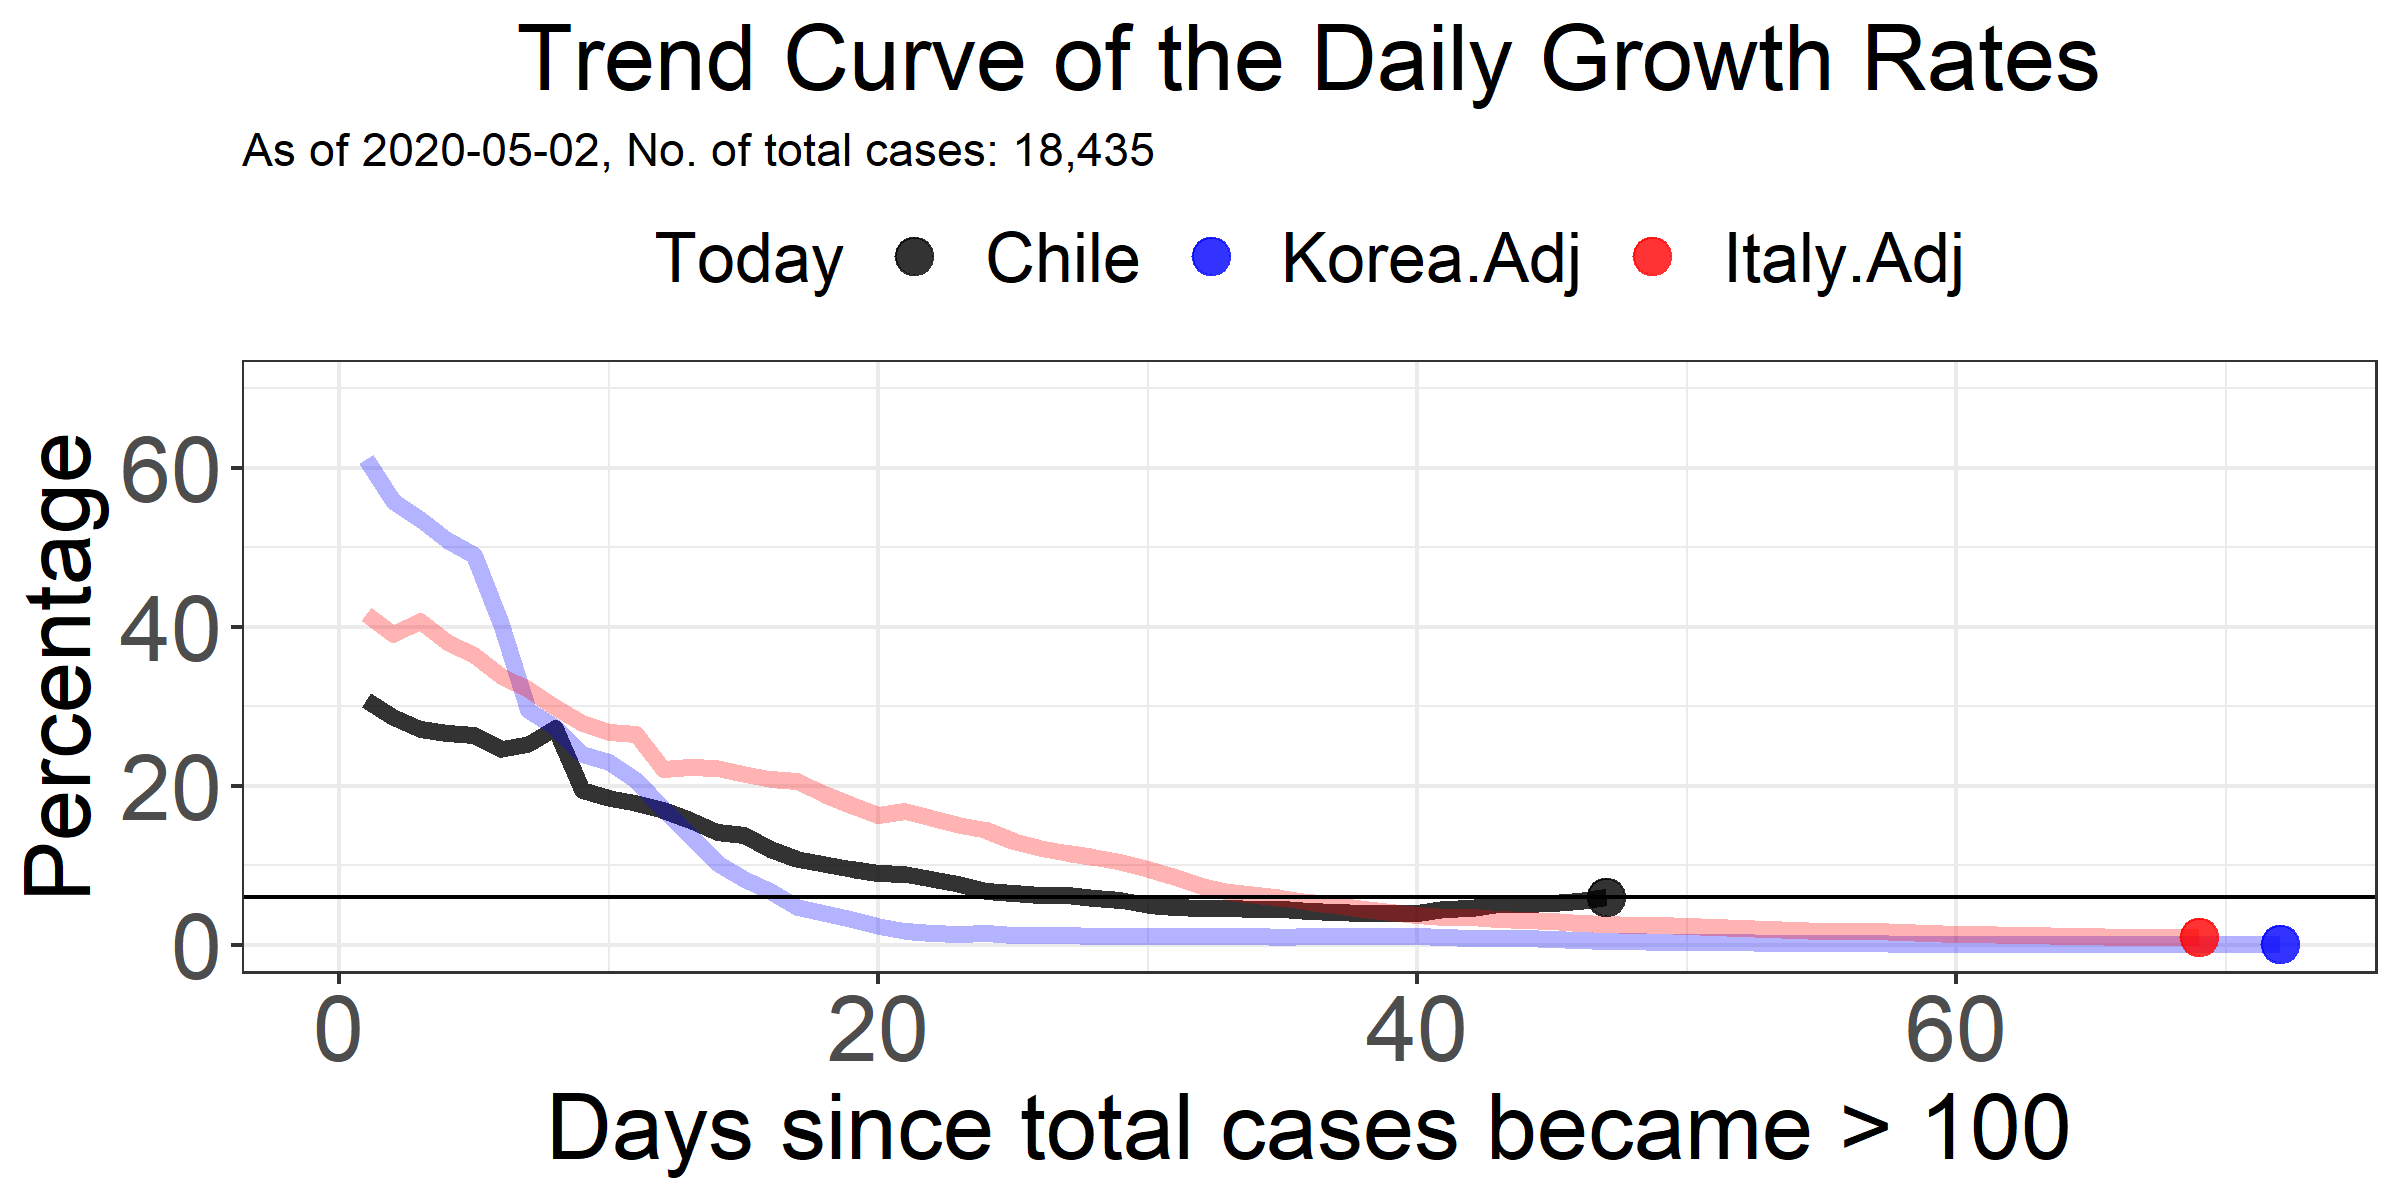 Trend Curve of the Daily Growth Rates
As of 2020-05-02, No. of total cases: 18,435
Today Chile Korea.Adj Italy.Adj
Percentage
60
40
20
0
0 20 40 60
Days since total cases became > 100